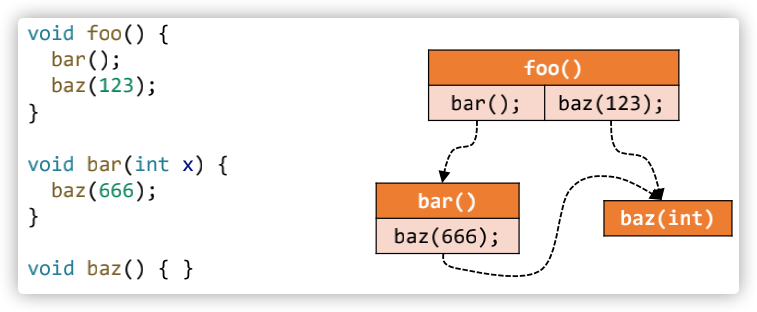 void foo() {
  bar();
  baz(123);
}
void bar(int x) {
  baz(666);
}
void baz() { }
foo()
bar(); baz(123);
bar()
baz(666);
baz(int)